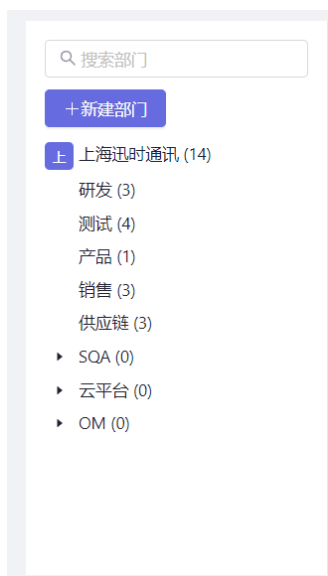 搜索部门
+新建部门
上 上海迅时通讯 (14)
研发 (3)
测试 (4)
产品 (1)
销售 (3)
供应链 (3)
SQA (0)
云平台 (0)
OM (0)